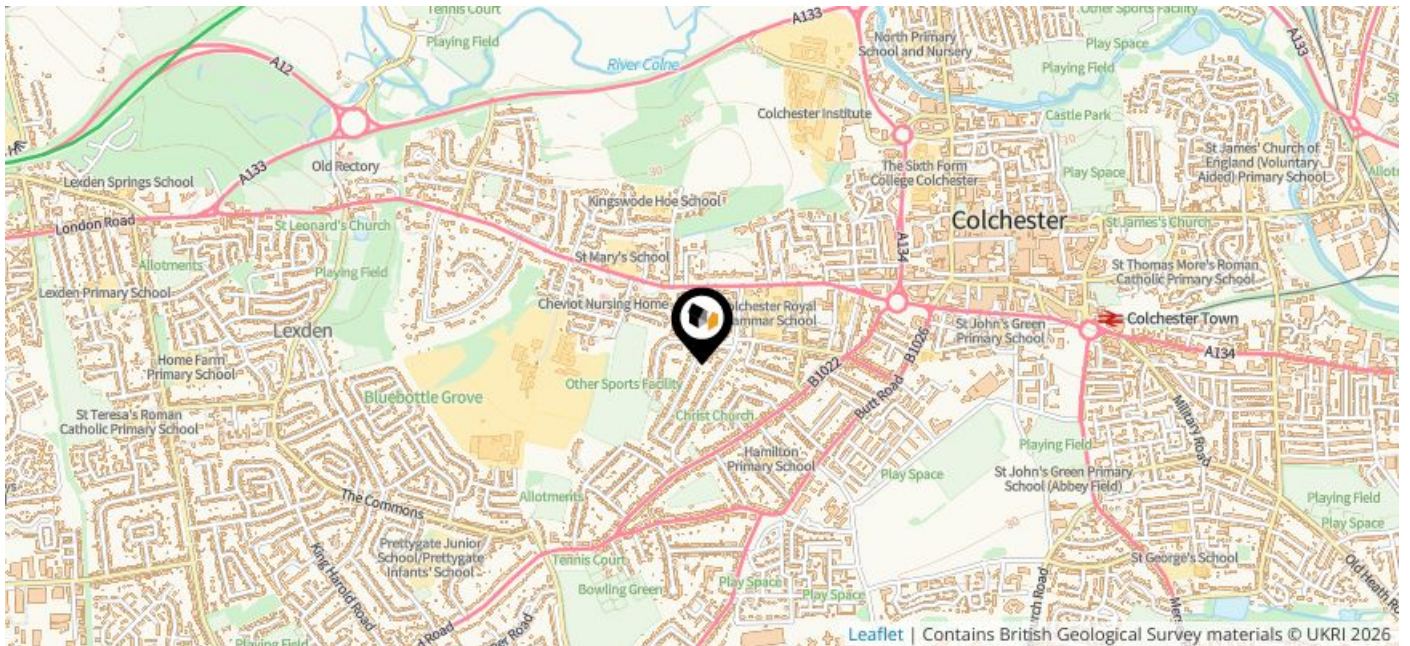 Tennis Court
Playing Field
A133
Other Sports Facility
North Primary
School and Nursery
Play Space
A133
A12
River Colne
Playing Field
Colchester Institute
Castle Park
Old Rectory
A133
The Sixth Form
College Colchester
Play Space
St James' Church of
England (Voluntary
Aided) Primary School
Lexden Springs School
Kingswode Hoe School
London Road
St Leonard's Church
Colchester
St James's Church
A134
Allotments
Playing Field
St Mary's School
St Thomas More's Roman
Catholic Primary School
Lexden Primary School
Cheviot Nursing Home
Colchester Royal
Grammar School
Colchester Town
Lexden
St John's Green
Primary School
B1026
A134
Home Farm
Primary School
B1022
Other Sports Facility
Bluebottle Grove
Butt Road
Military Road
St Teresa's Roman
Catholic Primary School
Christ Church
Playing Field
Hamilton
Primary School
Play Space
St John's Green Primary
School (Abbey Field)
Allotments
The Commons
Playing Field
Play Space
Prettygate Junior
School/Prettygate
Infants' School
Tennis Court
St George's School
King Harold Road
Bowling Green
Play Space
Play Space
Old Heath Road
Playing Field
Leaflet | Contains British Geological Survey materials © UKRI 2026